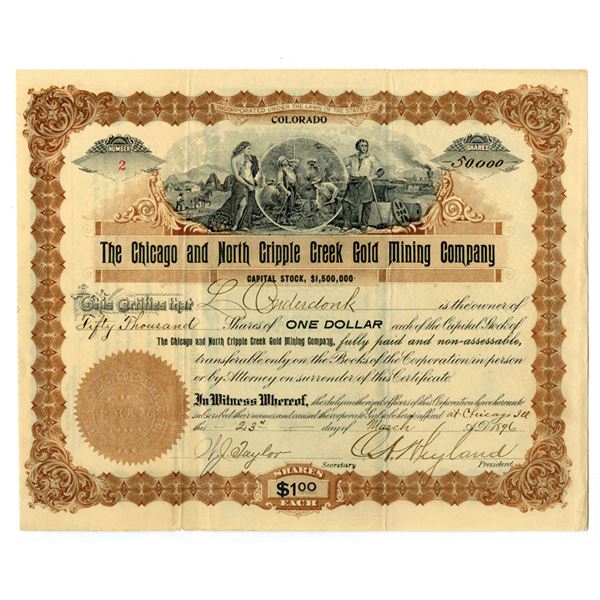 INCORPORATED UNDER THE LAWS OF THE STATE OF
COLORADO
NUMBER
2
SHARES
50,000
The Chicago and North Cripple Creek Gold Mining Company
CAPITAL STOCK, $1,500,000
This Certifies that L. Onderdonk is the owner of
Fifty Thousand Shares of ONE DOLLAR each of the Capital Stock of
The Chicago and North Cripple Creek Gold Mining Company, fully paid and non-assessable,
transferable only on the Books of the Corporation in person
or by Attorney on surrender of this Certificate
In Witness Whereof, the duly authorized officers of this Corporation have hereunto
subscribed their names and caused the corporate Seal to be hereto affixed at Chicago Ill
this 23rd day of March A.D. 1896
W.J. Taylor
Secretary
President
SHARES
$1.00
EACH